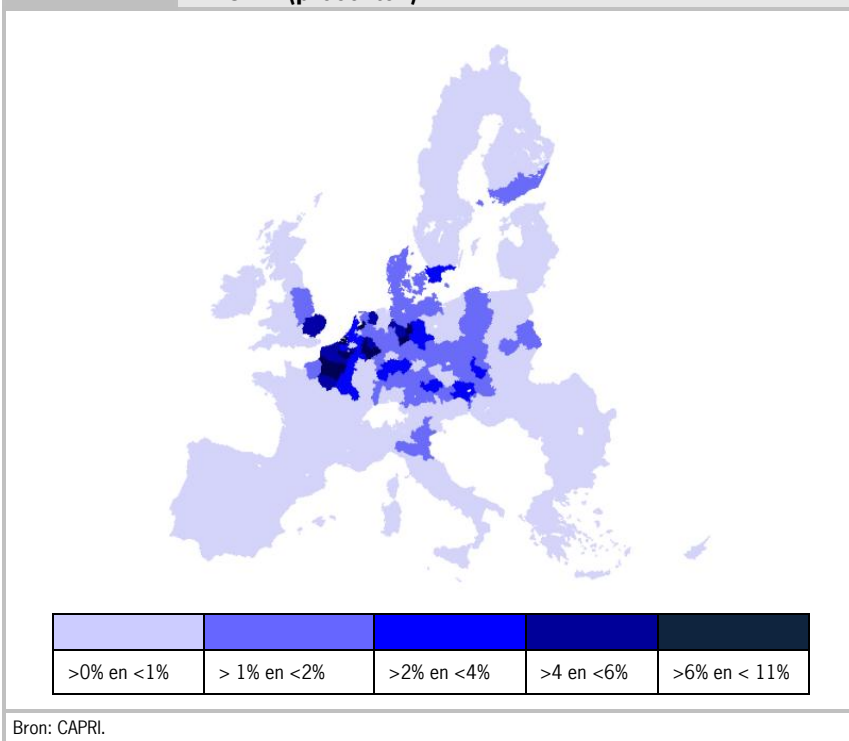 >0% en <1% > 1% en <2% >2% en <4% >4 en <6% >6% en < 11%
Bron: CAPRI.